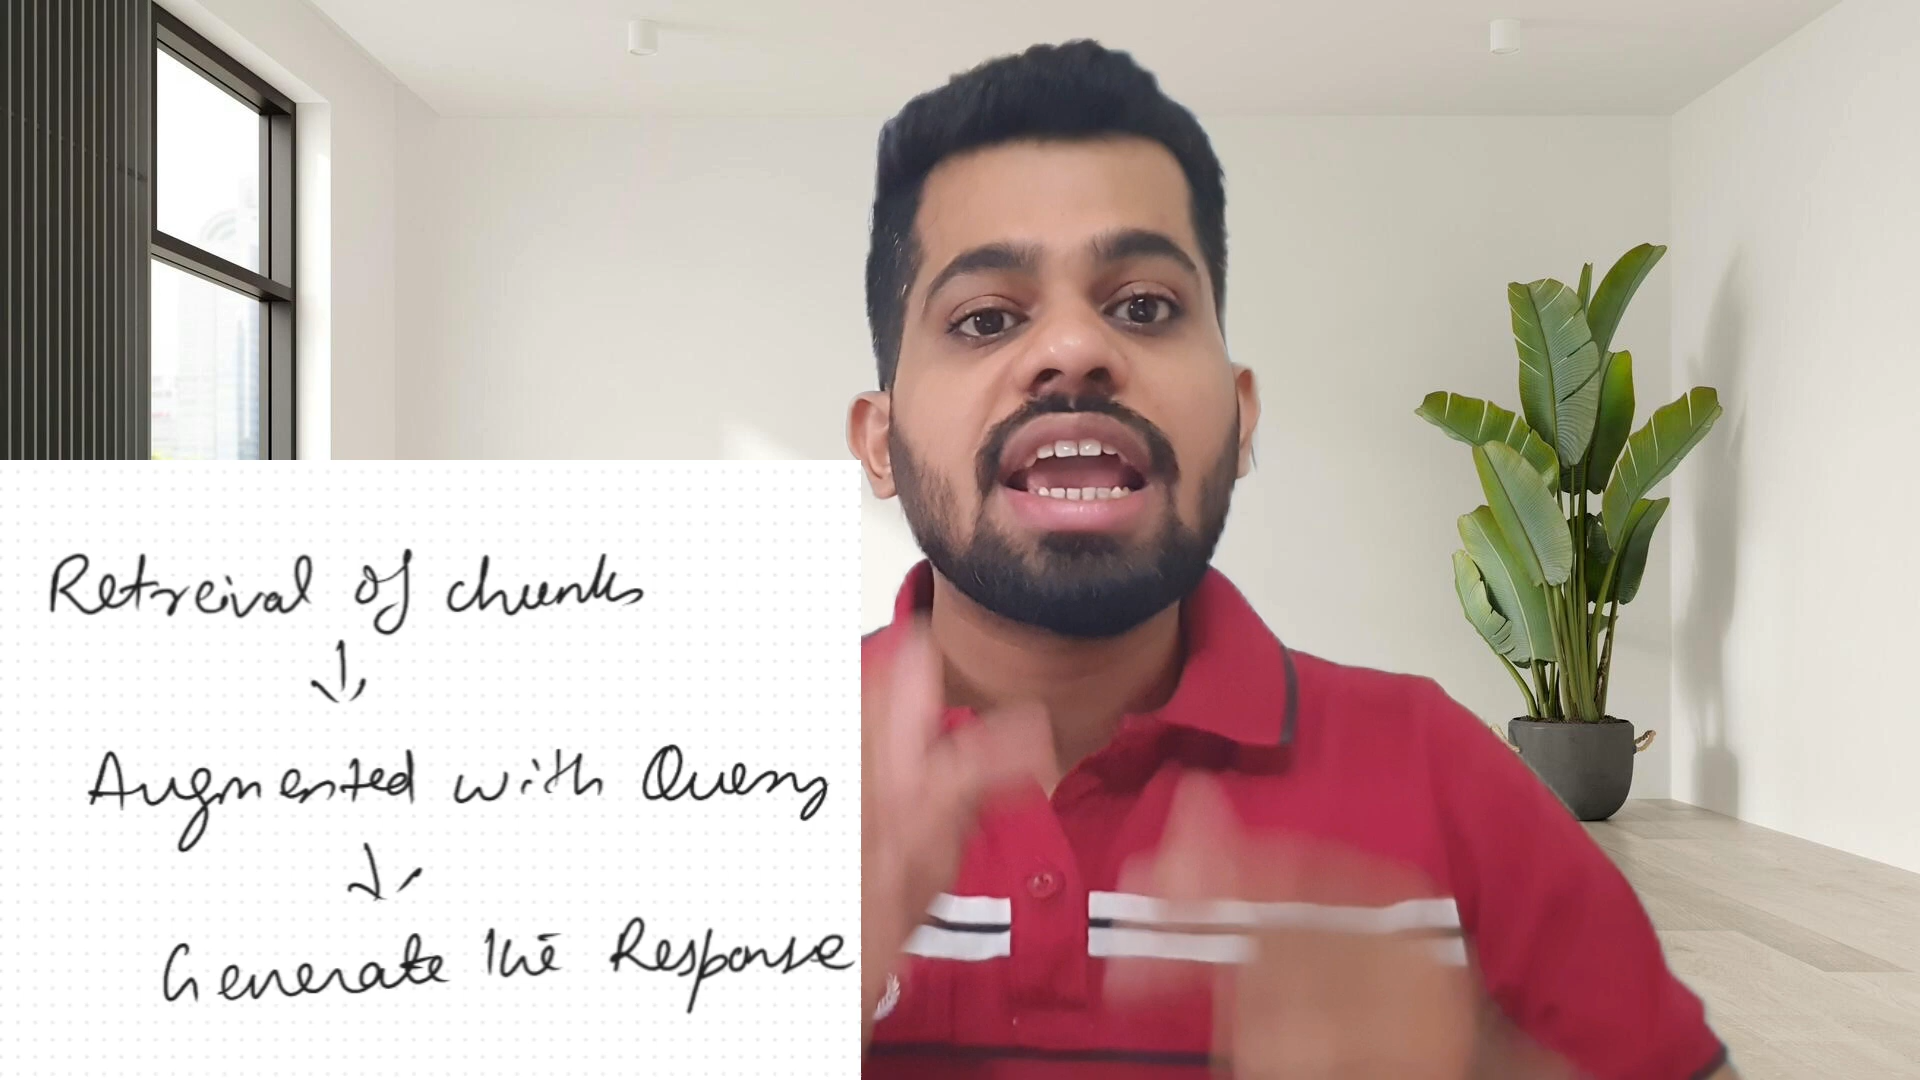 Retreival of chunks
Augmented with Query
Generate the Response